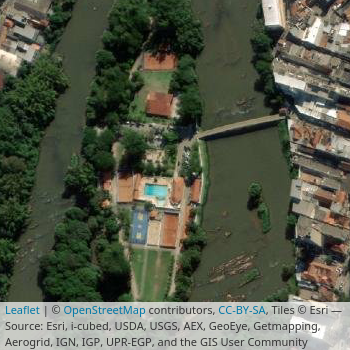 Leaflet | © OpenStreetMap contributors, CC-BY-SA, Tiles © Esri —
Source: Esri, i-cubed, USDA, USGS, AEX, GeoEye, Getmapping,
Aerogrid, IGN, IGP, UPR-EGP, and the GIS User Community